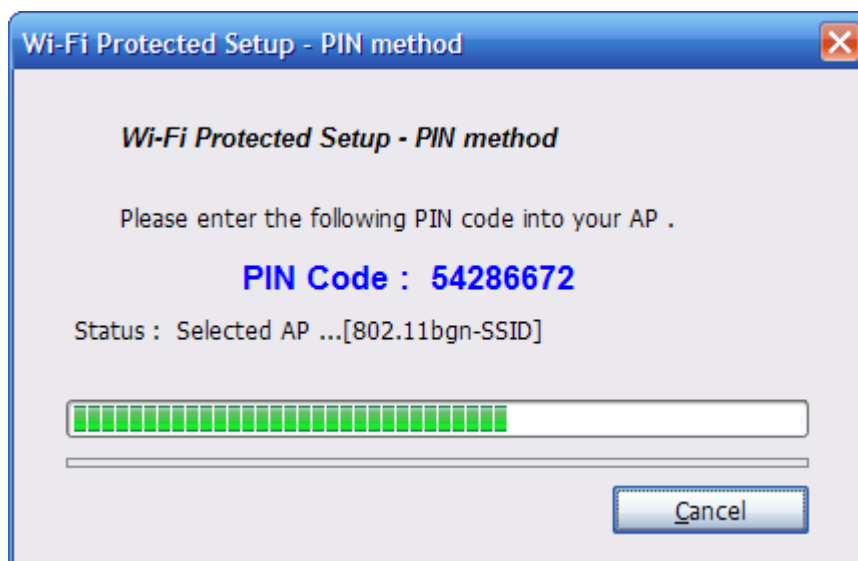 Wi-Fi Protected Setup - PIN method
Wi-Fi Protected Setup - PIN method
Please enter the following PIN code into your AP .
PIN Code : 54286672
Status : Selected AP ...[802.11bgn-SSID]
Cancel